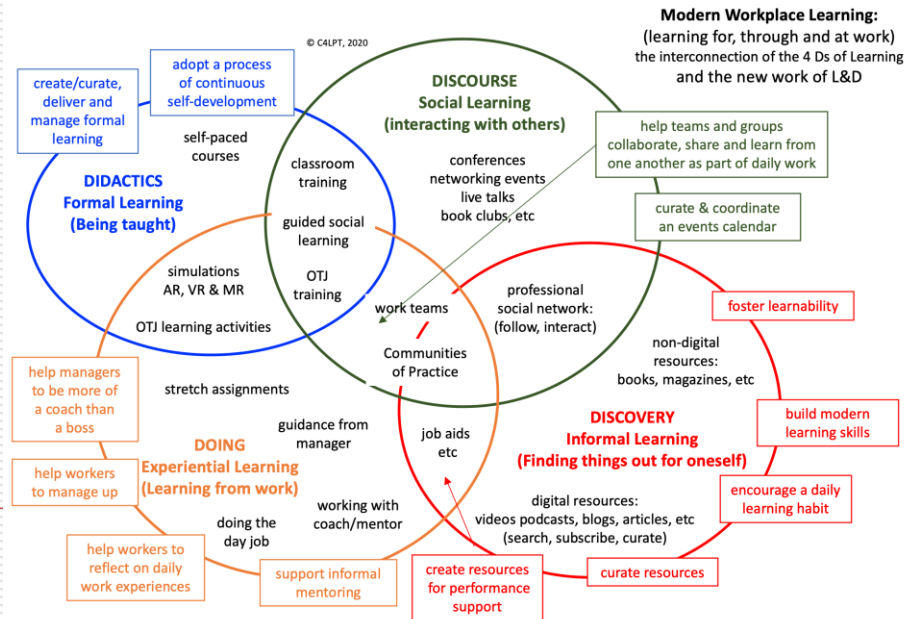 Modern Workplace Learning:
(learning for, through and at work)
the interconnection of the 4 Ds of Learning
and the new work of L&D
© C4LPT, 2020
create/curate,
deliver and
manage formal
learning
adopt a process
of continuous
self-development
DIDACTICS
Formal Learning
(Being taught)
self-paced
courses
classroom
training
guided social
learning
OTJ
training
simulations
AR, VR & MR
OTJ learning activities
DISCOURSE
Social Learning
(interacting with others)
conferences
networking events
live talks
book clubs, etc
help teams and groups
collaborate, share and learn from
one another as part of daily work
curate & coordinate
an events calendar
work teams
Communities
of Practice
professional
social network:
(follow, interact)
foster learnability
non-digital
resources:
books, magazines, etc
help managers
to be more of
a coach than
a boss
stretch assignments
guidance from
manager
DOING
Experiential Learning
(Learning from work)
job aids
etc
DISCOVERY
Informal Learning
(Finding things out for oneself)
build modern
learning skills
help workers
to manage up
working with
coach/mentor
doing the
day job
digital resources:
videos podcasts, blogs, articles, etc
(search, subscribe, curate)
encourage a daily
learning habit
help workers to
reflect on daily
work experiences
support informal
mentoring
create resources
for performance
support
curate resources